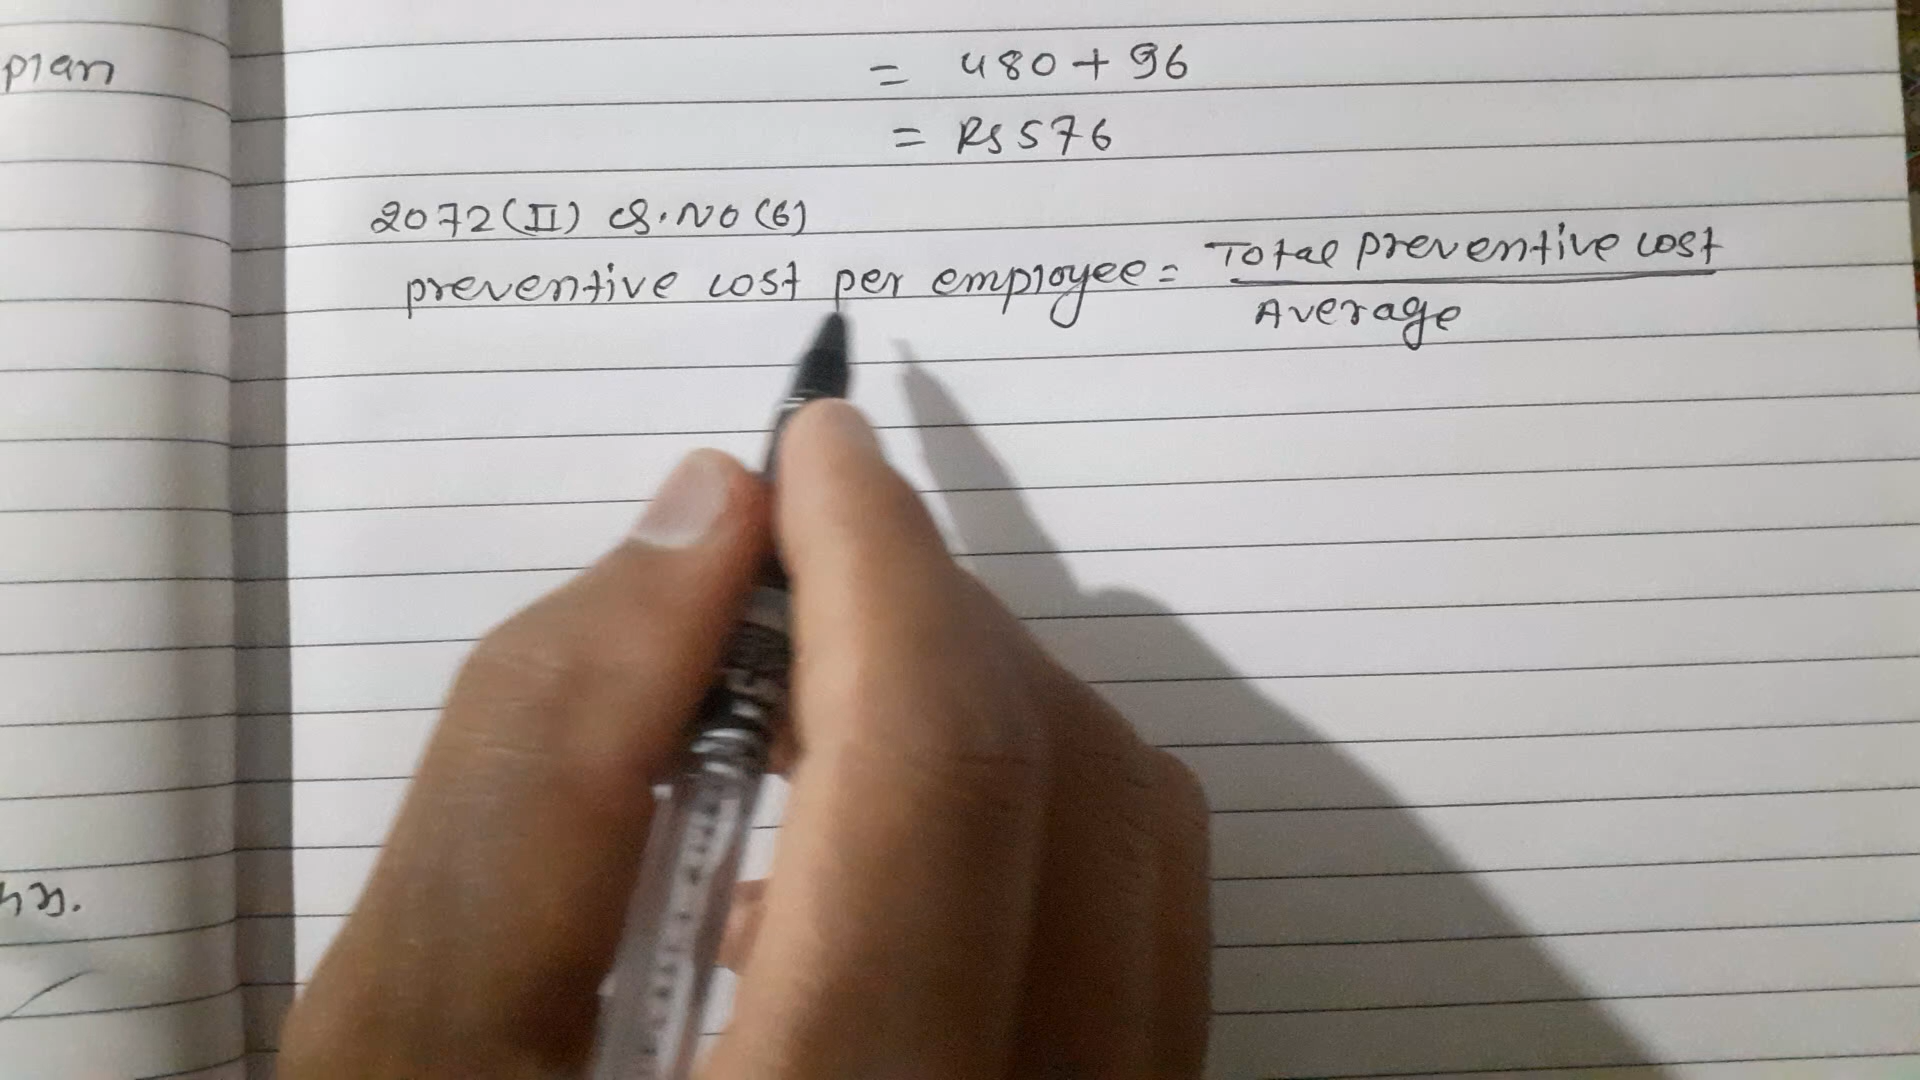 plan
= 480 + 96
= Rs 576
2072 (II) Q.NO (6)
preventive cost per employee = Total preventive cost
Average